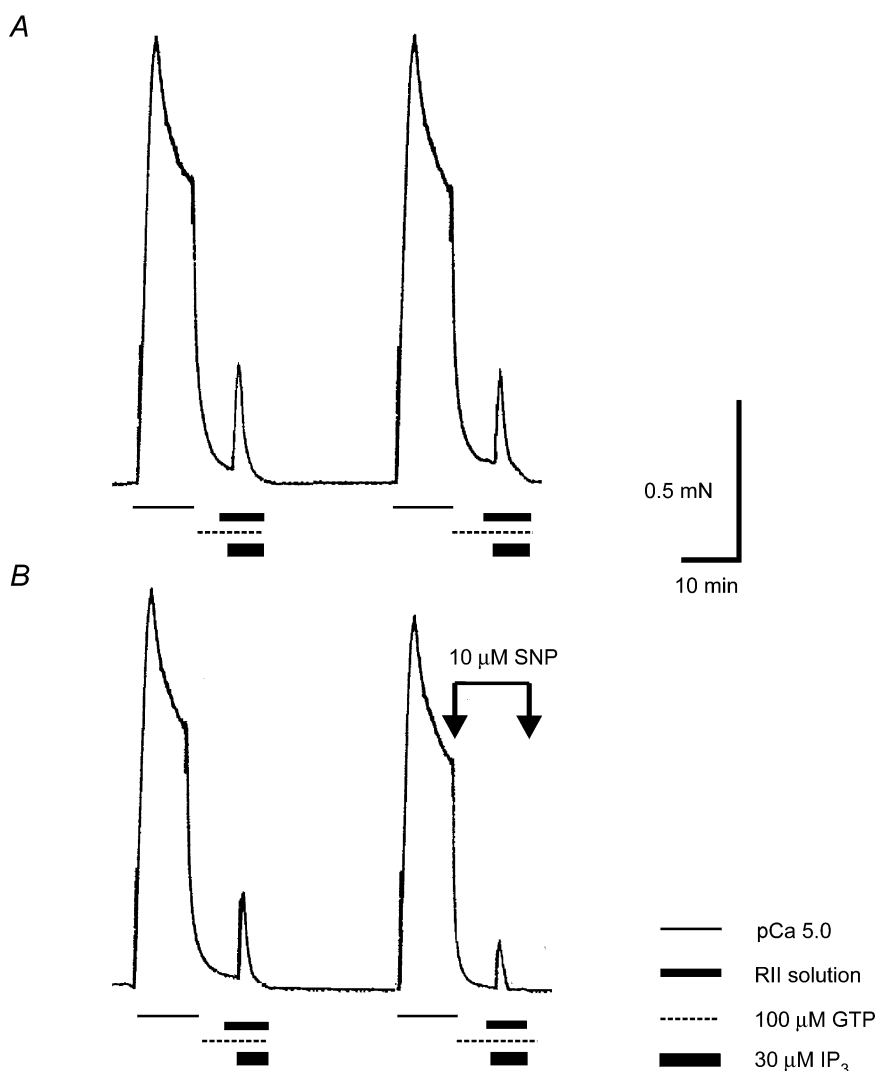 A
0.5 mN
10 min
B
10 μM SNP
pCa 5.0
RII solution
100 μM GTP
30 μM IP₃